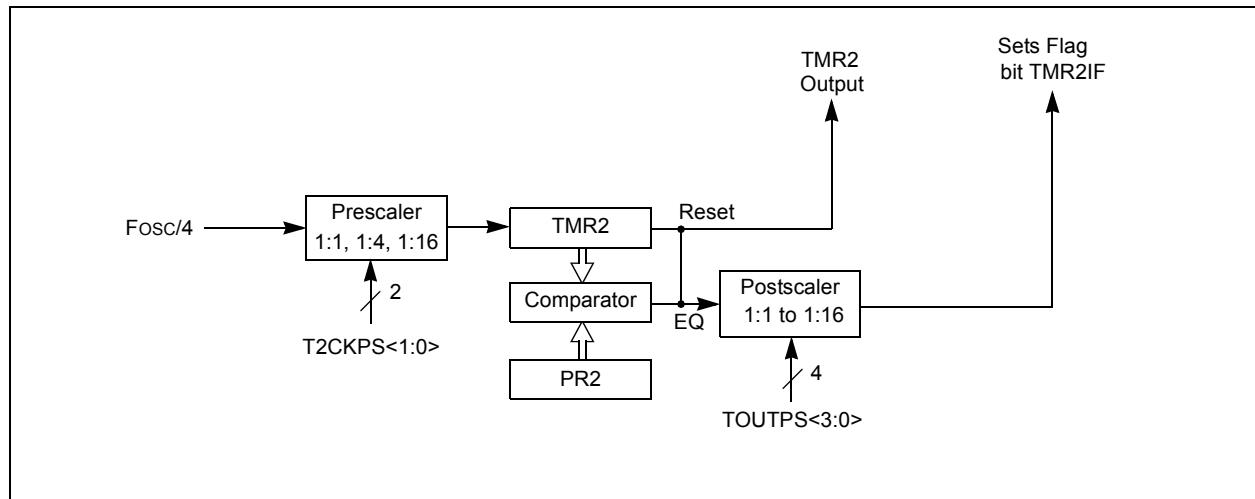 TMR2
Output
Sets Flag
bit TMR2IF
FOSC/4
Prescaler
1:1, 1:4, 1:16
2
T2CKPS<1:0>
TMR2
Reset
Comparator
EQ
PR2
Postscaler
1:1 to 1:16
4
TOUTPS<3:0>